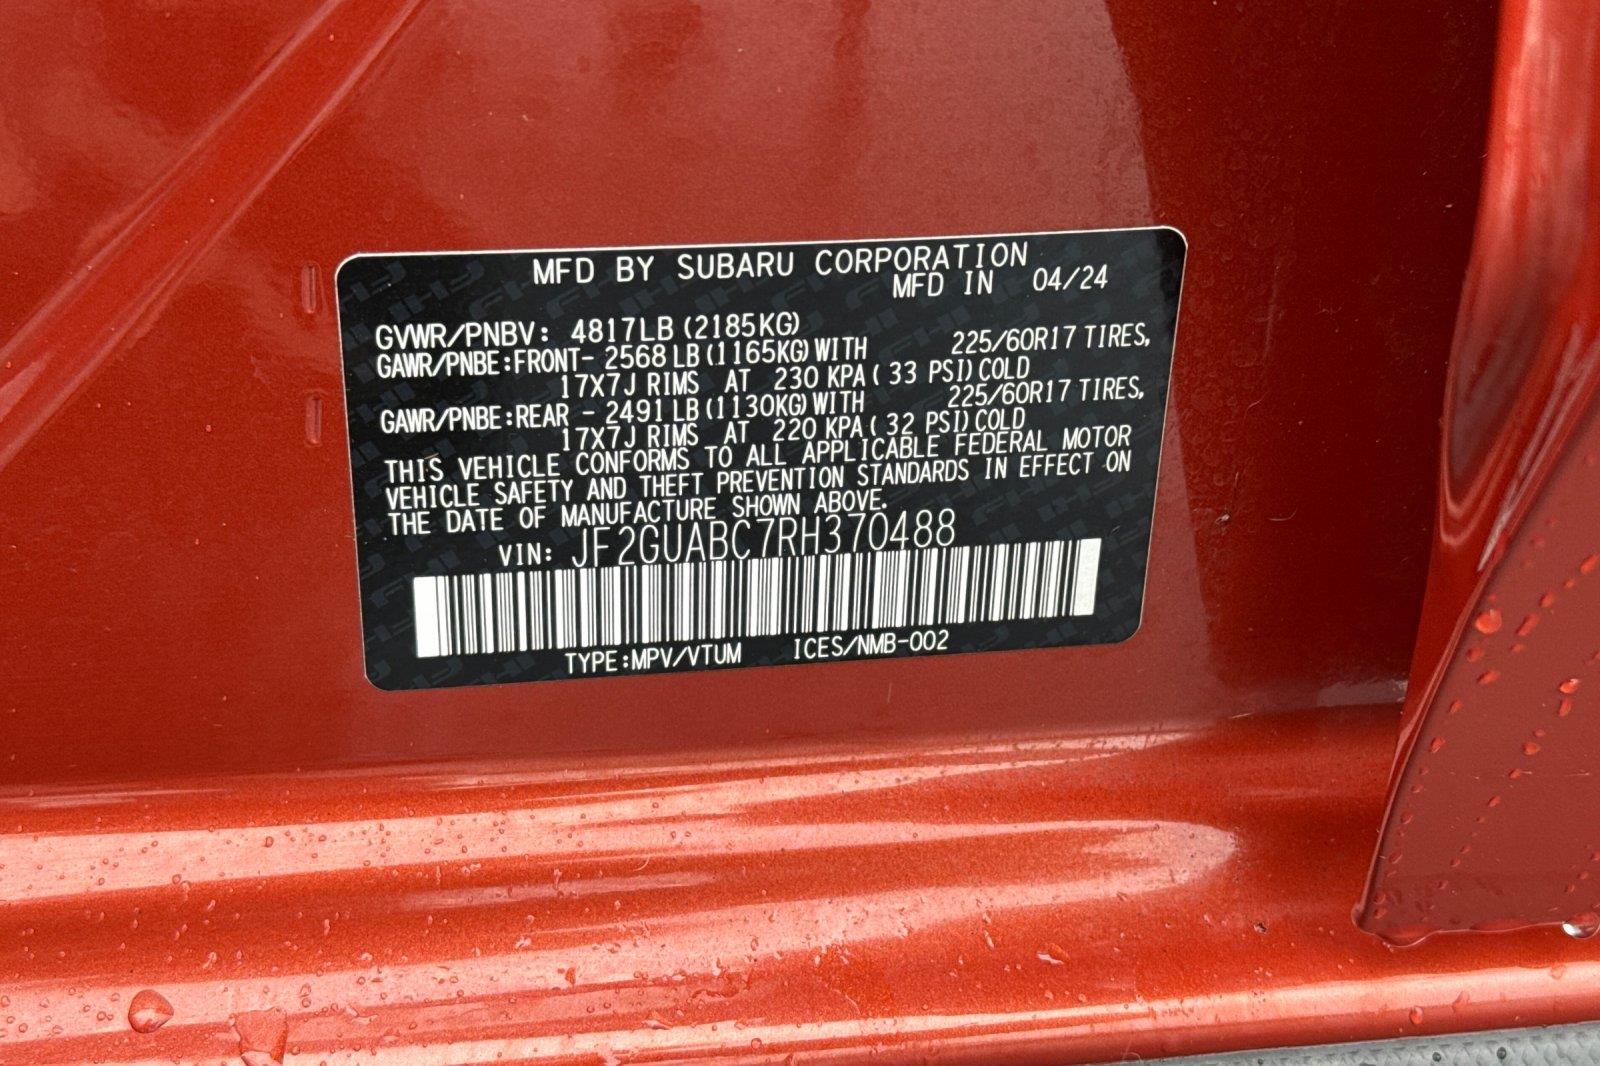 MFD BY SUBARU CORPORATION
MFD IN 04/24
GVWR/PNBV: 4817LB (2185KG)
GAWR/PNBE:FRONT- 2568 LB (1165KG) WITH 225/60R17 TIRES,
17X7J RIMS AT 230 KPA ( 33 PSI) COLD
GAWR/PNBE:REAR - 2491 LB (1130KG) WITH 225/60R17 TIRES,
17X7J RIMS AT 220 KPA ( 32 PSI) COLD
THIS VEHICLE CONFORMS TO ALL APPLICABLE FEDERAL MOTOR
VEHICLE SAFETY AND THEFT PREVENTION STANDARDS IN EFFECT ON
THE DATE OF MANUFACTURE SHOWN ABOVE.
VIN: JF2GUABC7RH370488
TYPE:MPV/VTUM ICES/NMB-002